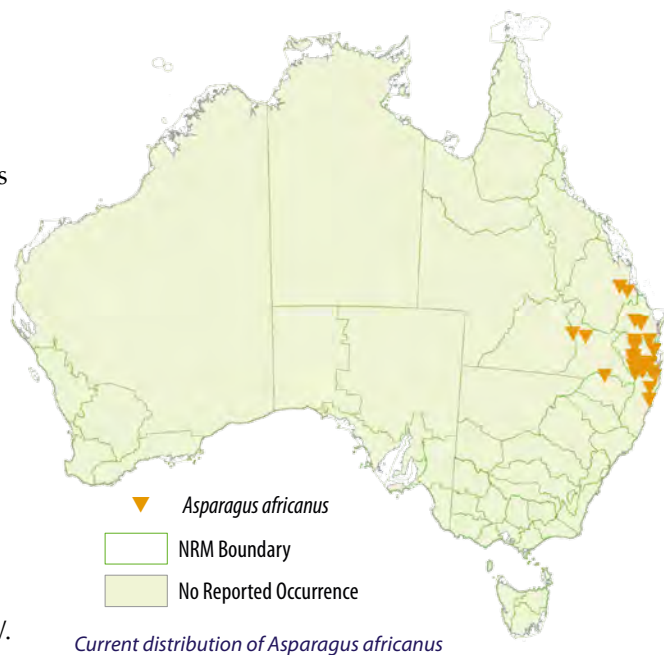 s
Asparagus africanus
NRM Boundary
No Reported Occurrence
/.
Current distribution of Asparagus africanus